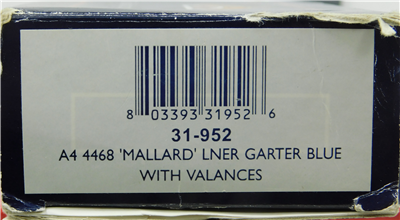 8 03393 31952 6
31-952
A4 4468 'MALLARD' LNER GARTER BLUE
WITH VALANCES